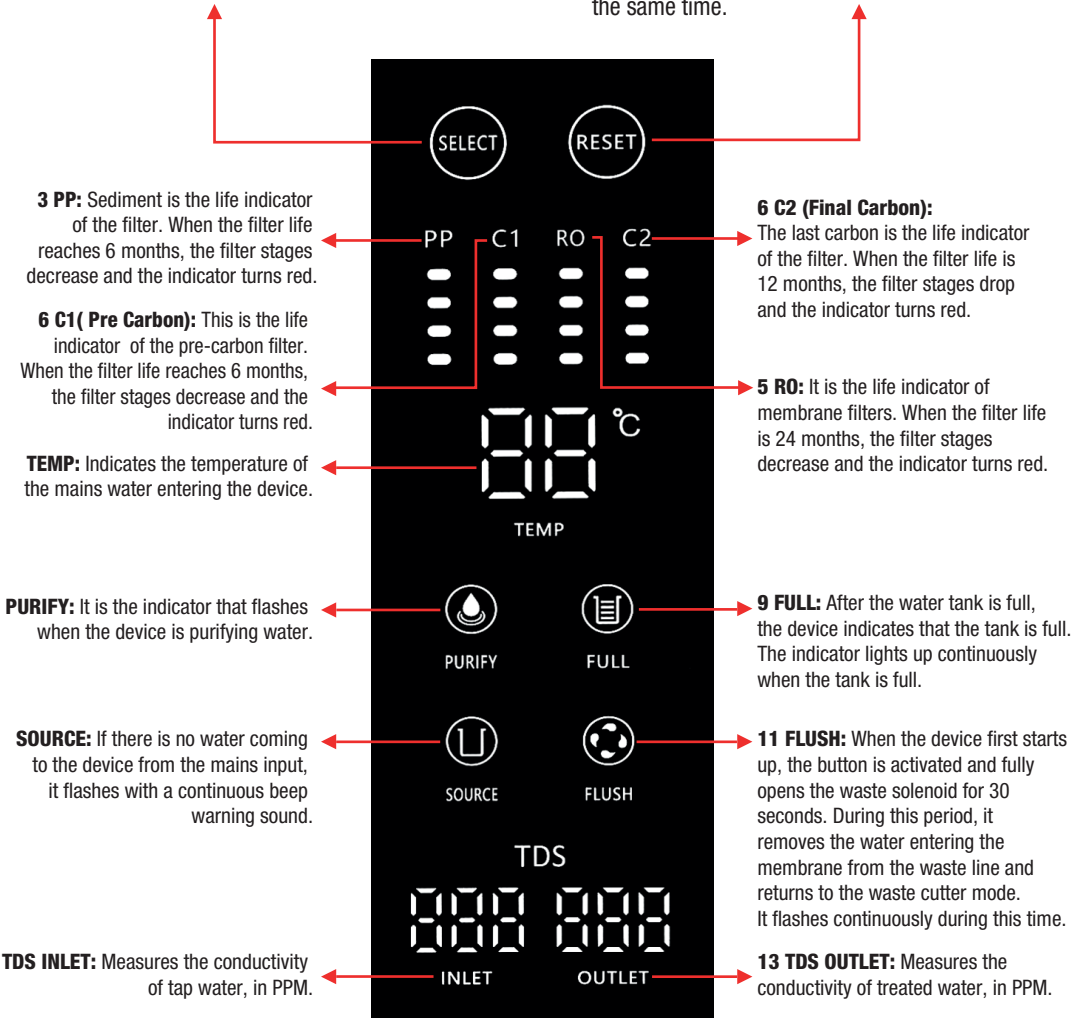 the same time.
SELECT
RESET
3 PP: Sediment is the life indicator
of the filter. When the filter life
reaches 6 months, the filter stages
decrease and the indicator turns red.
6 C1( Pre Carbon): This is the life
indicator of the pre-carbon filter.
When the filter life reaches 6 months,
the filter stages decrease and the
indicator turns red.
TEMP: Indicates the temperature of
the mains water entering the device.
PURIFY: It is the indicator that flashes
when the device is purifying water.
SOURCE: If there is no water coming
to the device from the mains input,
it flashes with a continuous beep
warning sound.
TDS INLET: Measures the conductivity
of tap water, in PPM.
PP C1 RO C2
88 °C
TEMP
PURIFY FULL
SOURCE FLUSH
TDS
888 888
INLET OUTLET
6 C2 (Final Carbon):
The last carbon is the life indicator
of the filter. When the filter life is
12 months, the filter stages drop
and the indicator turns red.
5 RO: It is the life indicator of
membrane filters. When the filter life
is 24 months, the filter stages
decrease and the indicator turns red.
9 FULL: After the water tank is full,
the device indicates that the tank is full.
The indicator lights up continuously
when the tank is full.
11 FLUSH: When the device first starts
up, the button is activated and fully
opens the waste solenoid for 30
seconds. During this period, it
removes the water entering the
membrane from the waste line and
returns to the waste cutter mode.
It flashes continuously during this time.
13 TDS OUTLET: Measures the
conductivity of treated water, in PPM.